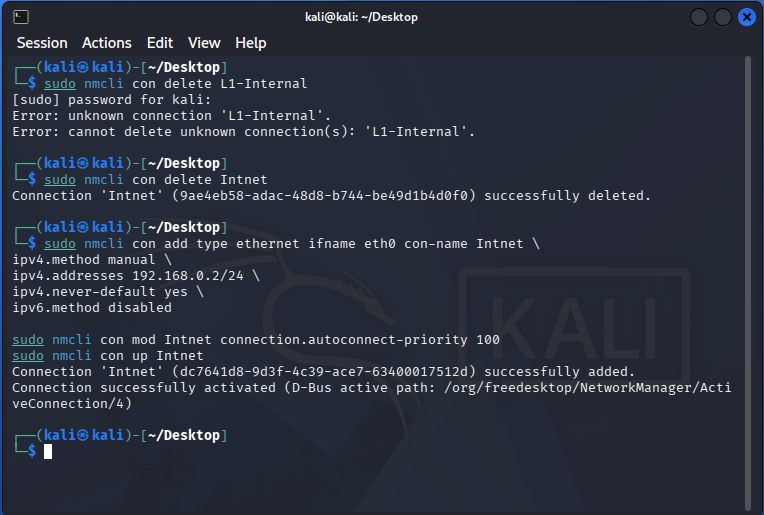 kali@kali: ~/Desktop
Session Actions Edit View Help
┌──(kali㉿kali)-[~/Desktop]
└─$ sudo nmcli con delete L1-Internal
[sudo] password for kali:
Error: unknown connection 'L1-Internal'.
Error: cannot delete unknown connection(s): 'L1-Internal'.
┌──(kali㉿kali)-[~/Desktop]
└─$ sudo nmcli con delete Intnet
Connection 'Intnet' (9ae4eb58-adac-48d8-b744-be49d1b4d0f0) successfully deleted.
┌──(kali㉿kali)-[~/Desktop]
└─$ sudo nmcli con add type ethernet ifname eth0 con-name Intnet \
ipv4.method manual \
ipv4.addresses 192.168.0.2/24 \
ipv4.never-default yes \
ipv6.method disabled
sudo nmcli con mod Intnet connection.autoconnect-priority 100
sudo nmcli con up Intnet
Connection 'Intnet' (dc7641d8-9d3f-4c39-ace7-63400017512d) successfully added.
Connection successfully activated (D-Bus active path: /org/freedesktop/NetworkManager/Acti
veConnection/4)
┌──(kali㉿kali)-[~/Desktop]
└─$
KALI